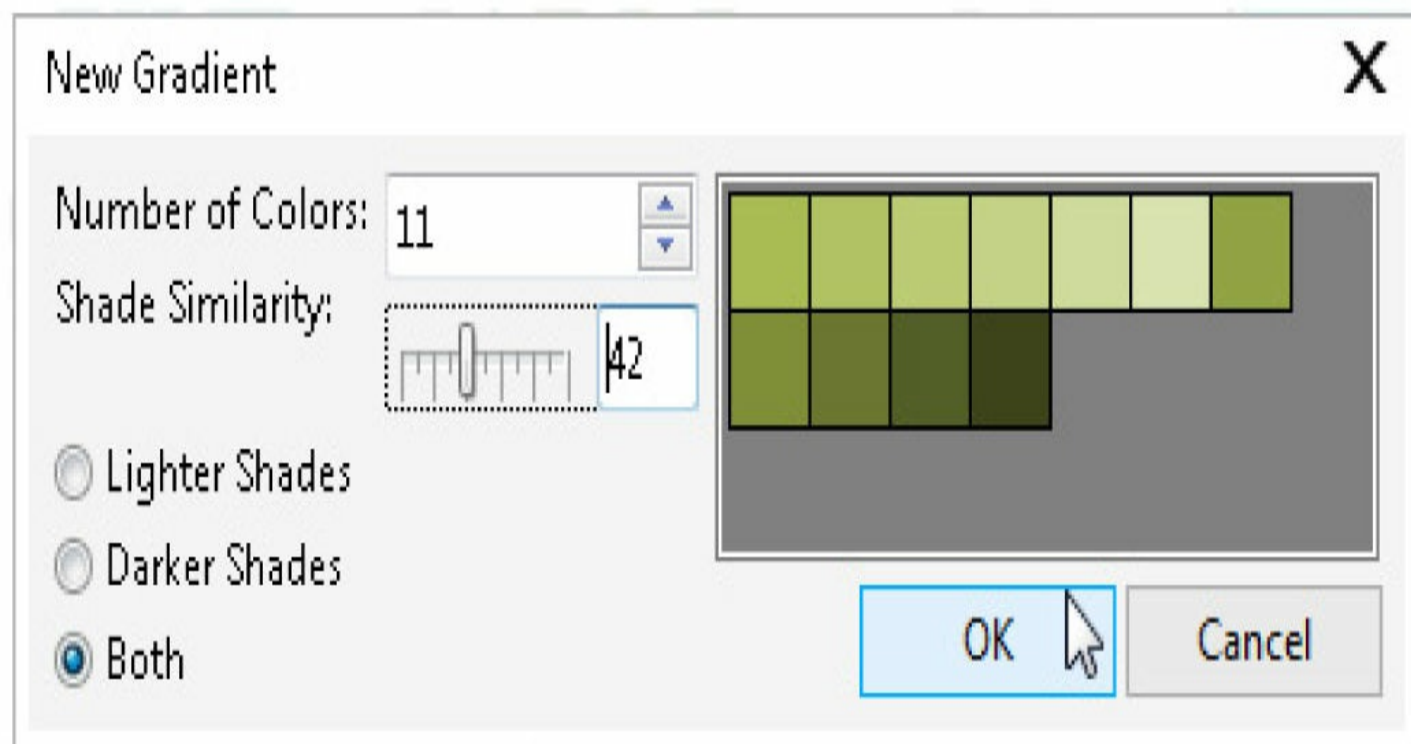 New Gradient X
Number of Colors: 11
Shade Similarity: 42
Lighter Shades
Darker Shades
Both
OK Cancel